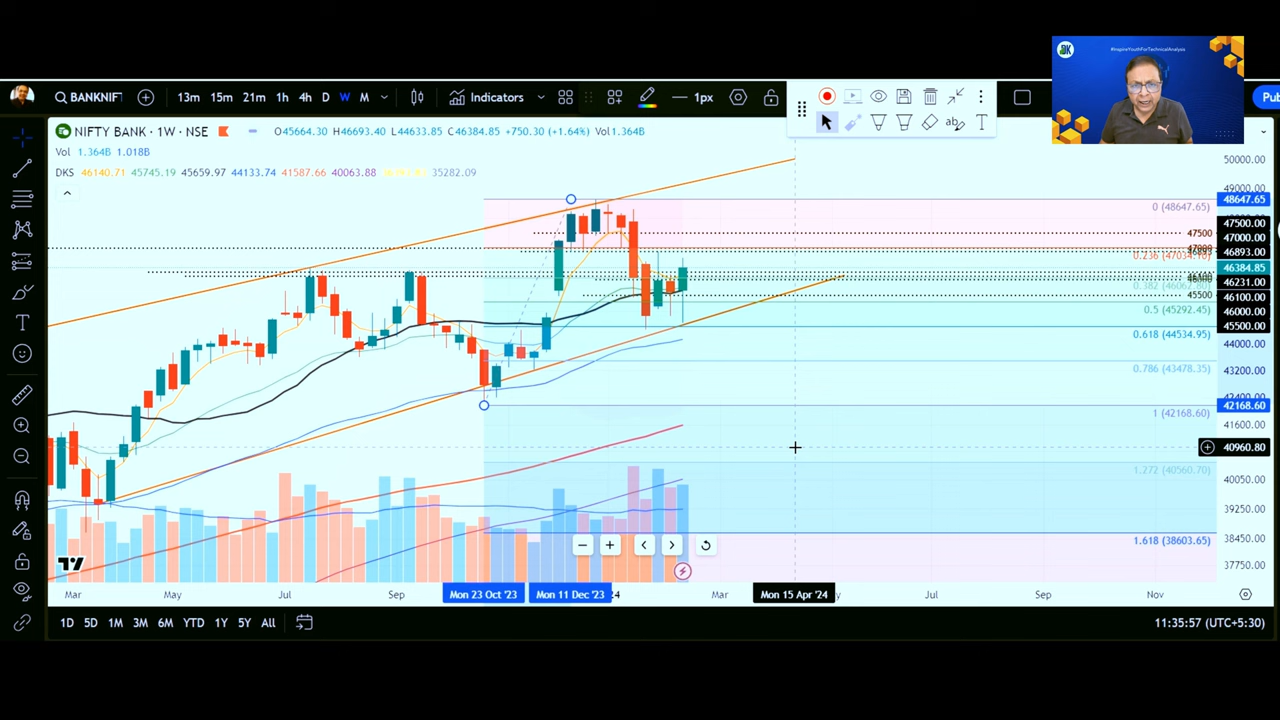 DK
#InspireYouthForTechnicalAnalysis
BANKNIFT
13m 15m 21m 1h 4h D W M
Indicators
1px
Pub
NIFTY BANK · 1W · NSE
O45664.30 H46693.40 L44633.85 C46384.85 +750.30 (+1.64%) Vol1.364B
Vol 1.364B 1.018B
DKS 46140.71 45745.19 45659.97 44133.74 41587.66 40063.88 35282.09
50000.00
49000.00
48647.65
0 (48647.65)
47500
47500.00
47000.00
46893.00
46384.85
46231.00
46100.00
46000.00
45500
45500.00
0.5 (45292.45)
0.618 (44534.95)
44000.00
0.786 (43478.35)
43200.00
42168.60
1 (42168.60)
41600.00
40960.80
1.272 (40560.70)
40050.00
39250.00
1.618 (38603.65)
38450.00
37750.00
Mar May Jul Sep Mon 23 Oct '23 Mon 11 Dec '23 Mar Mon 15 Apr '24 Jul Sep Nov
1D 5D 1M 3M 6M YTD 1Y 5Y All
11:35:57 (UTC+5:30)